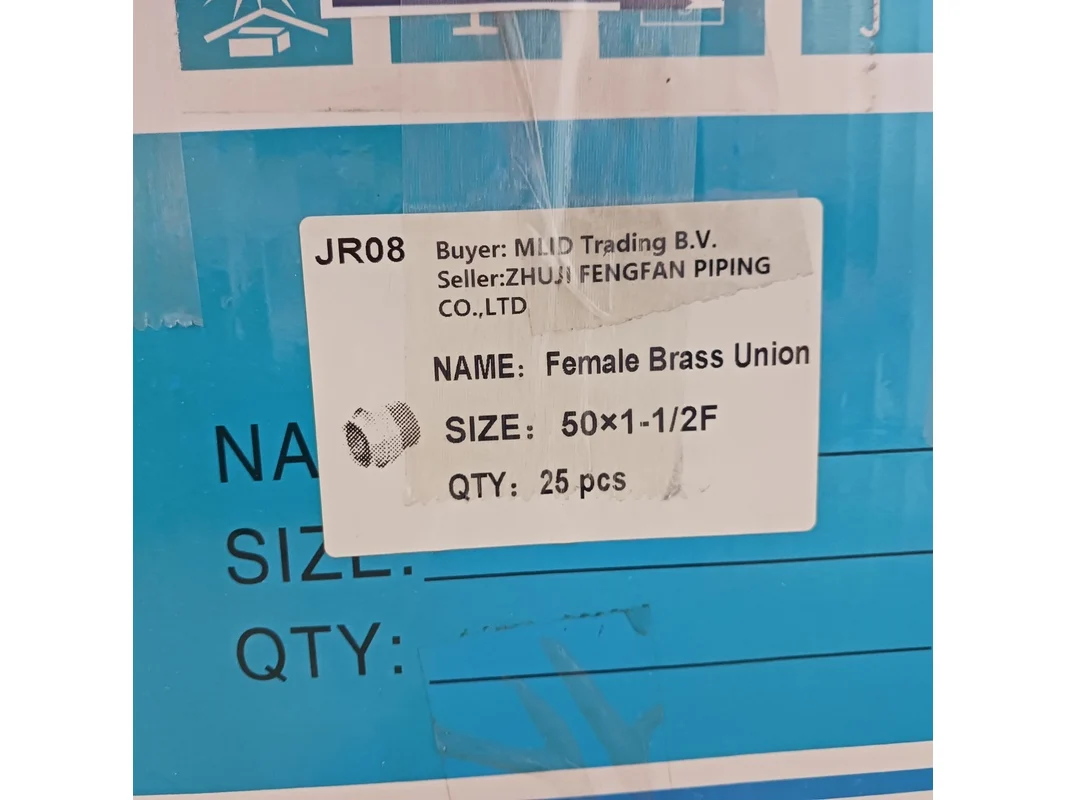 JR08
Buyer: MLID Trading B.V.
Seller:ZHUJI FENGFAN PIPING
CO.,LTD
NAME: Female Brass Union
SIZE: 50×1-1/2F
QTY: 25 pcs
NA
SIZE:
QTY: